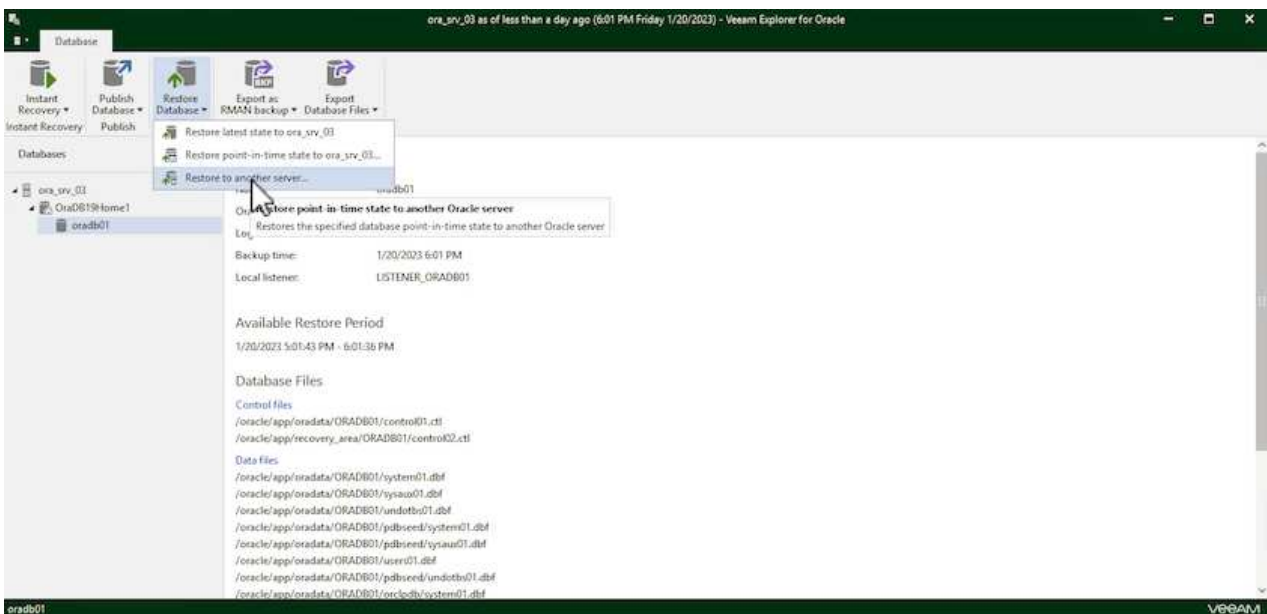 ora_srv_03 as of less than a day ago (6:01 PM Friday 1/20/2023) - Veeam Explorer for Oracle
Database
Instant Recovery
Publish Database
Restore Database
Export as RMAN backup
Export Database Files
Instant Recovery
Publish
Restore latest state to ora_srv_03
Restore point-in-time state to ora_srv_03...
Restore to another server...
Databases
ora_srv_03
OraDB19Home1
oradb01
oradb01
store point-in-time state to another Oracle server
Restores the specified database point-in-time state to another Oracle server
Backup time: 1/20/2023 6:01 PM
Local listener: LISTENER_ORADB01
Available Restore Period
1/20/2023 5:01:43 PM - 6:01:36 PM
Database Files
Control files
/oracle/app/oradata/ORADB01/control01.ctl
/oracle/app/recovery_area/ORADB01/control02.ctl
Data files
/oracle/app/oradata/ORADB01/system01.dbf
/oracle/app/oradata/ORADB01/sysaux01.dbf
/oracle/app/oradata/ORADB01/undotbs01.dbf
/oracle/app/oradata/ORADB01/pdbseed/system01.dbf
/oracle/app/oradata/ORADB01/pdbseed/sysaux01.dbf
/oracle/app/oradata/ORADB01/users01.dbf
/oracle/app/oradata/ORADB01/pdbseed/undotbs01.dbf
/oracle/app/oradata/ORADB01/orclpdb/system01.dbf
oradb01
VEEAM